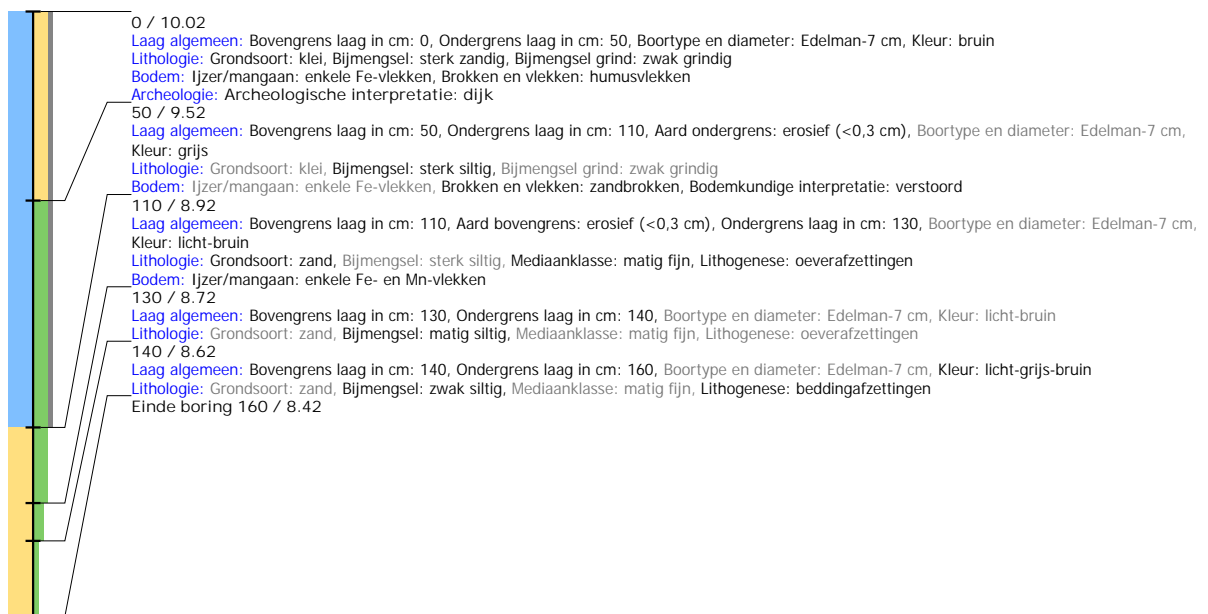 0 / 10.02
Laag algemeen: Bovengrens laag in cm: 0, Ondergrens laag in cm: 50, Boortype en diameter: Edelman-7 cm, Kleur: bruin
Lithologie: Grondsoort: klei, Bijmengsel: sterk zandig, Bijmengsel grind: zwak grindig
Bodem: Ijzer/mangaan: enkele Fe-vlekken, Brokken en vlekken: humusvlekken
Archeologie: Archeologische interpretatie: dijk
50 / 9.52
Laag algemeen: Bovengrens laag in cm: 50, Ondergrens laag in cm: 110, Aard ondergrens: erosief (<0,3 cm), Boortype en diameter: Edelman-7 cm,
Kleur: grijs
Lithologie: Grondsoort: klei, Bijmengsel: sterk siltig, Bijmengsel grind: zwak grindig
Bodem: Ijzer/mangaan: enkele Fe-vlekken, Brokken en vlekken: zandbrokken, Bodemkundige interpretatie: verstoord
110 / 8.92
Laag algemeen: Bovengrens laag in cm: 110, Aard bovengrens: erosief (<0,3 cm), Ondergrens laag in cm: 130, Boortype en diameter: Edelman-7 cm,
Kleur: licht-bruin
Lithologie: Grondsoort: zand, Bijmengsel: sterk siltig, Mediaanklasse: matig fijn, Lithogenese: oeverafzettingen
Bodem: Ijzer/mangaan: enkele Fe- en Mn-vlekken
130 / 8.72
Laag algemeen: Bovengrens laag in cm: 130, Ondergrens laag in cm: 140, Boortype en diameter: Edelman-7 cm, Kleur: licht-bruin
Lithologie: Grondsoort: zand, Bijmengsel: matig siltig, Mediaanklasse: matig fijn, Lithogenese: oeverafzettingen
140 / 8.62
Laag algemeen: Bovengrens laag in cm: 140, Ondergrens laag in cm: 160, Boortype en diameter: Edelman-7 cm, Kleur: licht-grijs-bruin
Lithologie: Grondsoort: zand, Bijmengsel: zwak siltig, Mediaanklasse: matig fijn, Lithogenese: beddingafzettingen
Einde boring 160 / 8.42